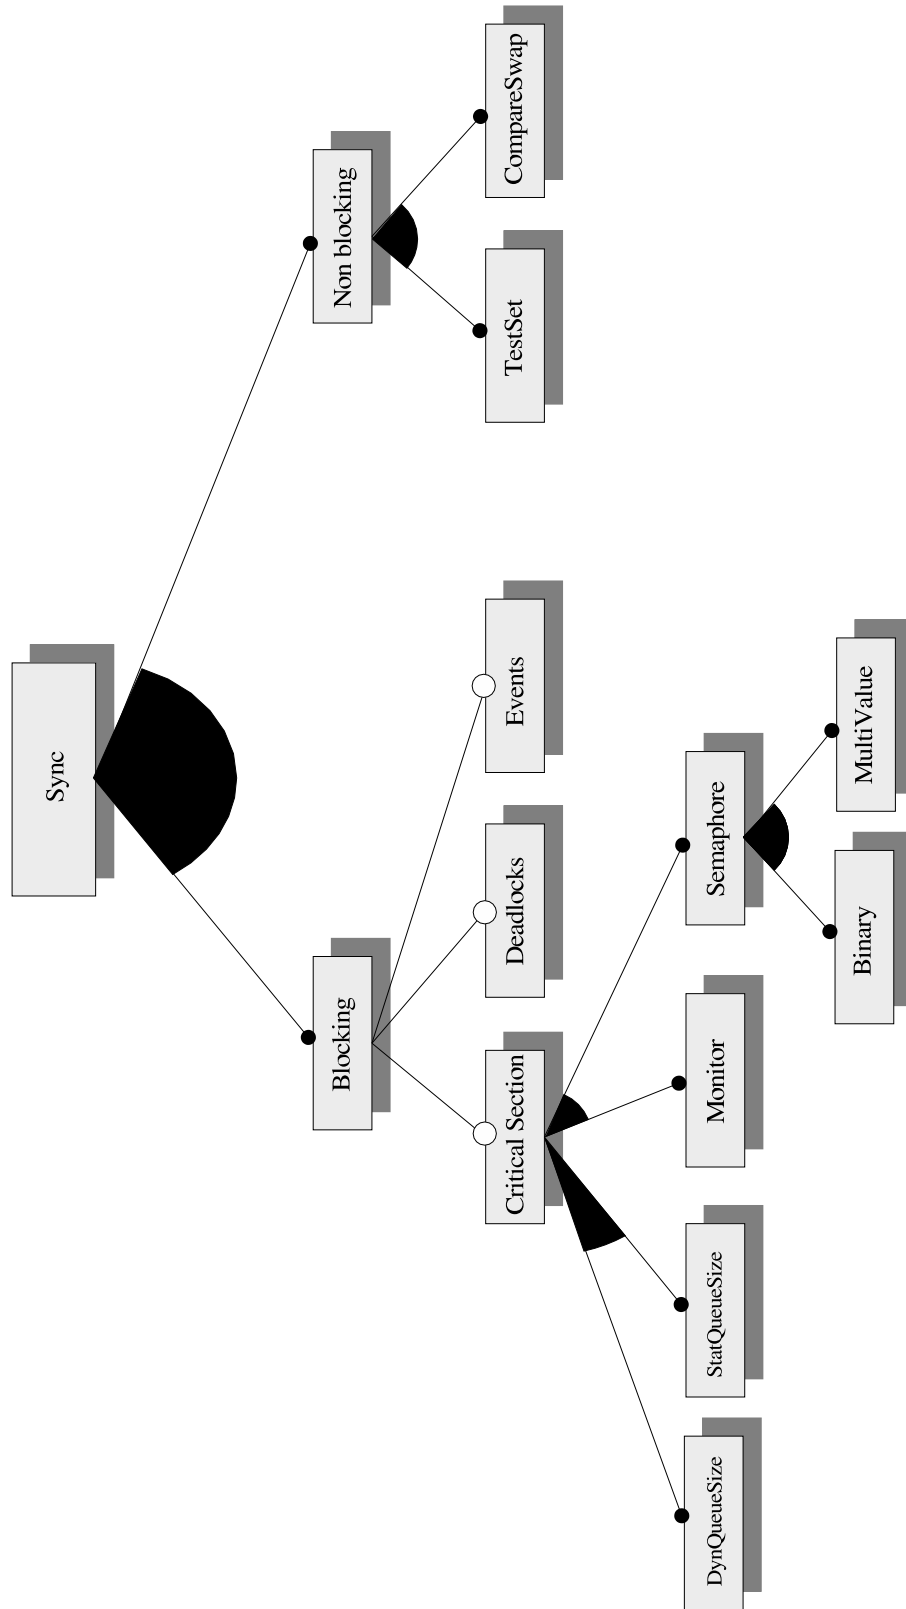 Sync
Blocking
Non blocking
Critical Section
Deadlocks
Events
TestSet
CompareSwap
DynQueueSize
StatQueueSize
Monitor
Semaphore
Binary
MultiValue